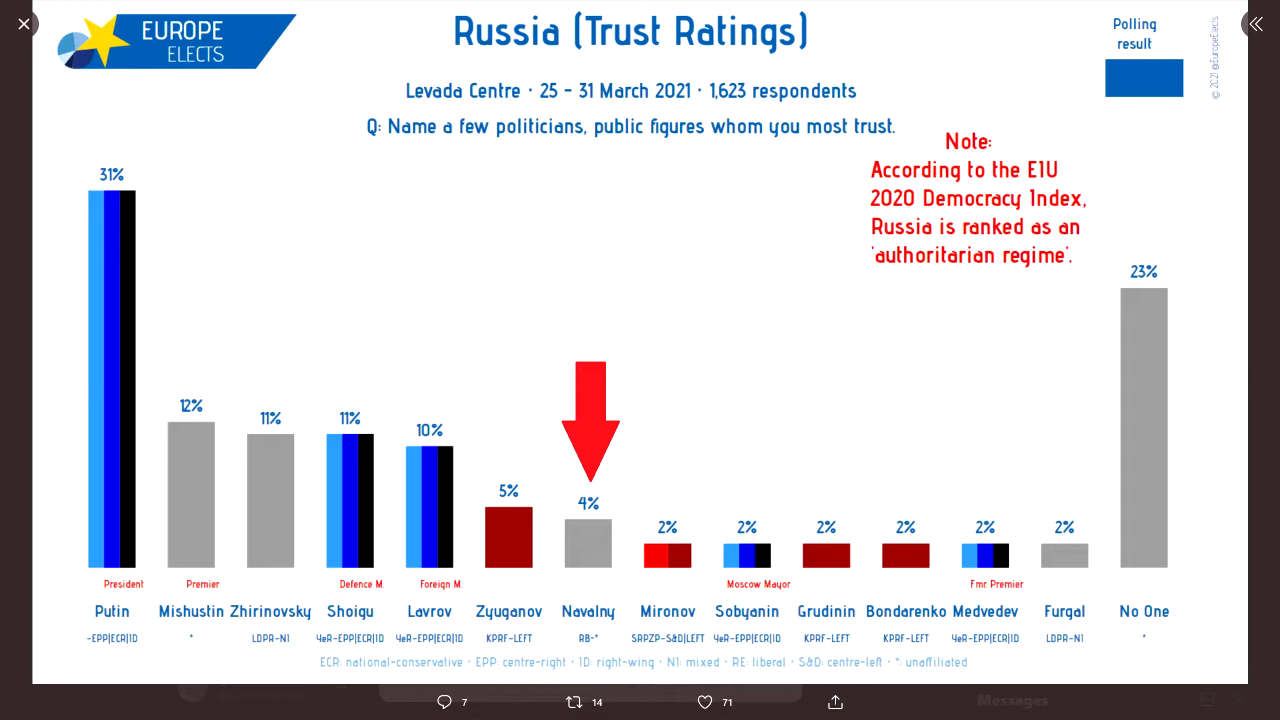 EUROPE
ELECTS
Russia (Trust Ratings)
Polling
result
© 2021 @EuropeElects
Levada Centre · 25 - 31 March 2021 · 1,623 respondents
Q: Name a few politicians, public figures whom you most trust.
Note:
According to the EIU
2020 Democracy Index,
Russia is ranked as an
'authoritarian regime'.
31%
12%
11%
11%
10%
5%
4%
2%
2%
2%
2%
2%
2%
23%
President
Premier
Defence M.
Foreign M.
Moscow Mayor
Fmr Premier
Putin
Mishustin
Zhirinovsky
Shoigu
Lavrov
Zyuganov
Navalny
Mironov
Sobyanin
Grudinin
Bondarenko
Medvedev
Furgal
No One
-EPP|ECR|ID
*
LDPR-NI
YeR-EPP|ECR|ID
YeR-EPP|ECR|ID
KPRF-LEFT
RB-*
SRPZP-S&D|LEFT
YeR-EPP|ECR|ID
KPRF-LEFT
KPRF-LEFT
YeR-EPP|ECR|ID
LDPR-NI
*
ECR: national-conservative · EPP: centre-right · ID: right-wing · NI: mixed · RE: liberal · S&D: centre-left · *: unaffiliated
7
14
71
Messages